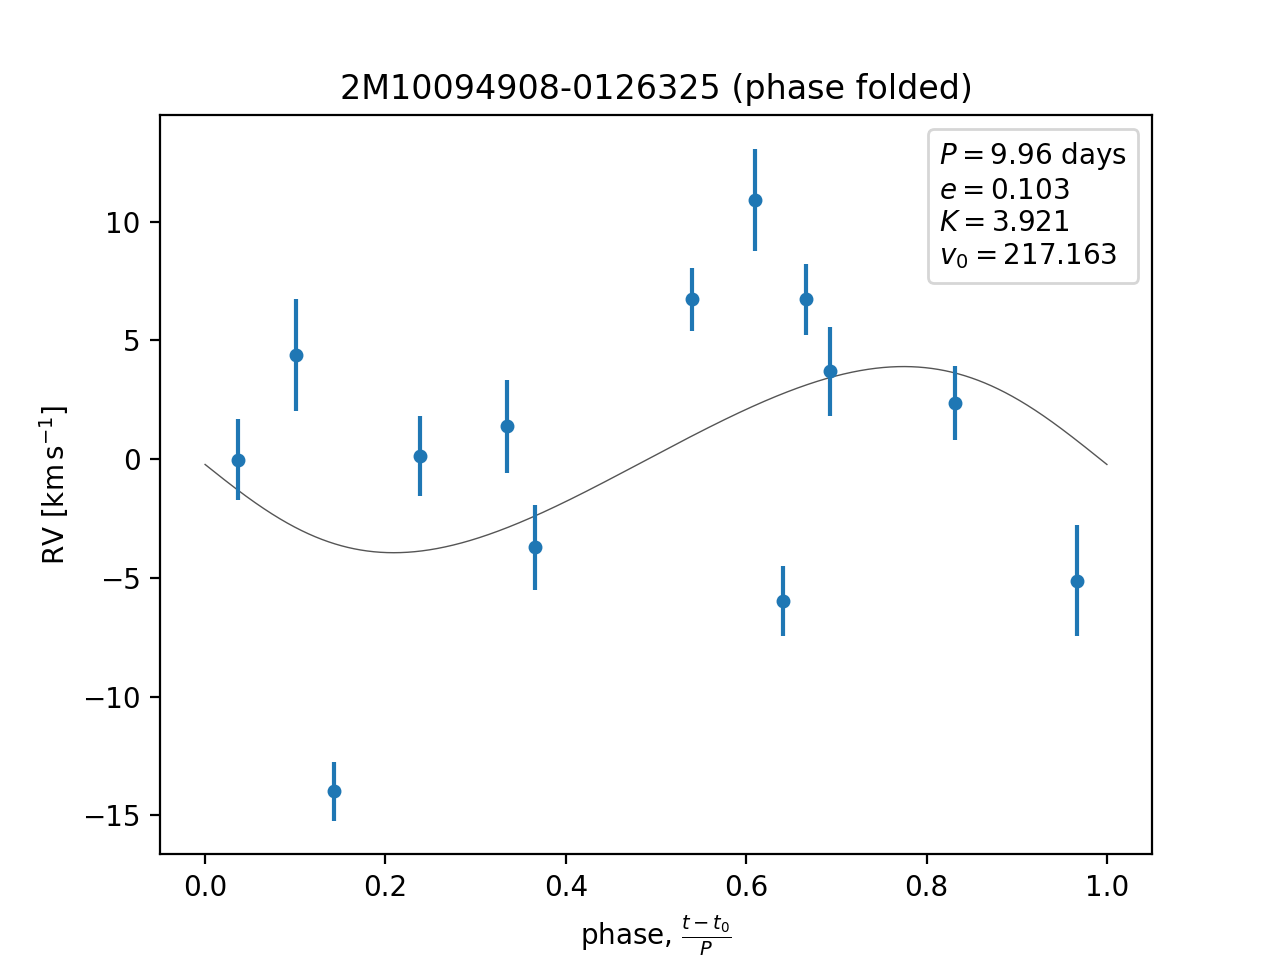 2M10094908-0126325 (phase folded)
P = 9.96 days
e = 0.103
K = 3.921
v₀ = 217.163
10
5
0
−5
−10
−15
RV [km s⁻¹]
0.0 0.2 0.4 0.6 0.8 1.0
phase, (t − t₀)/P